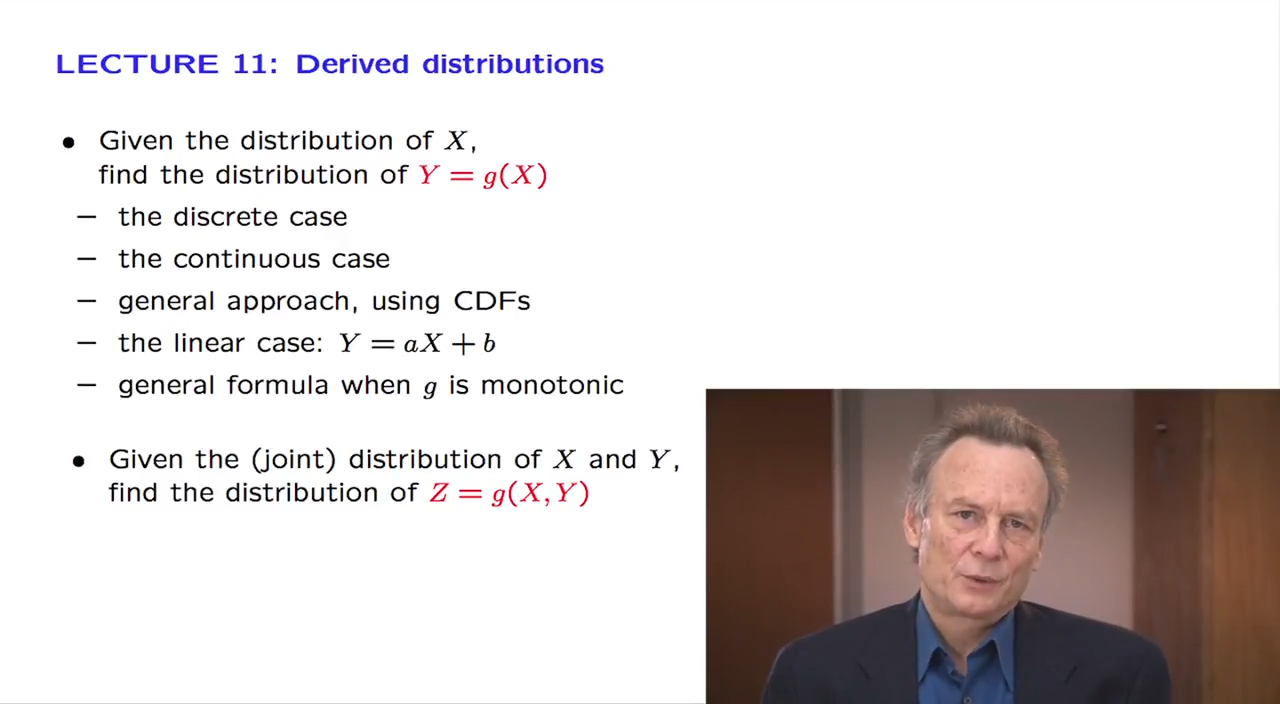 LECTURE 11: Derived distributions
• Given the distribution of X,
find the distribution of Y = g(X)
– the discrete case
– the continuous case
– general approach, using CDFs
– the linear case: Y = aX + b
– general formula when g is monotonic
• Given the (joint) distribution of X and Y,
find the distribution of Z = g(X, Y)